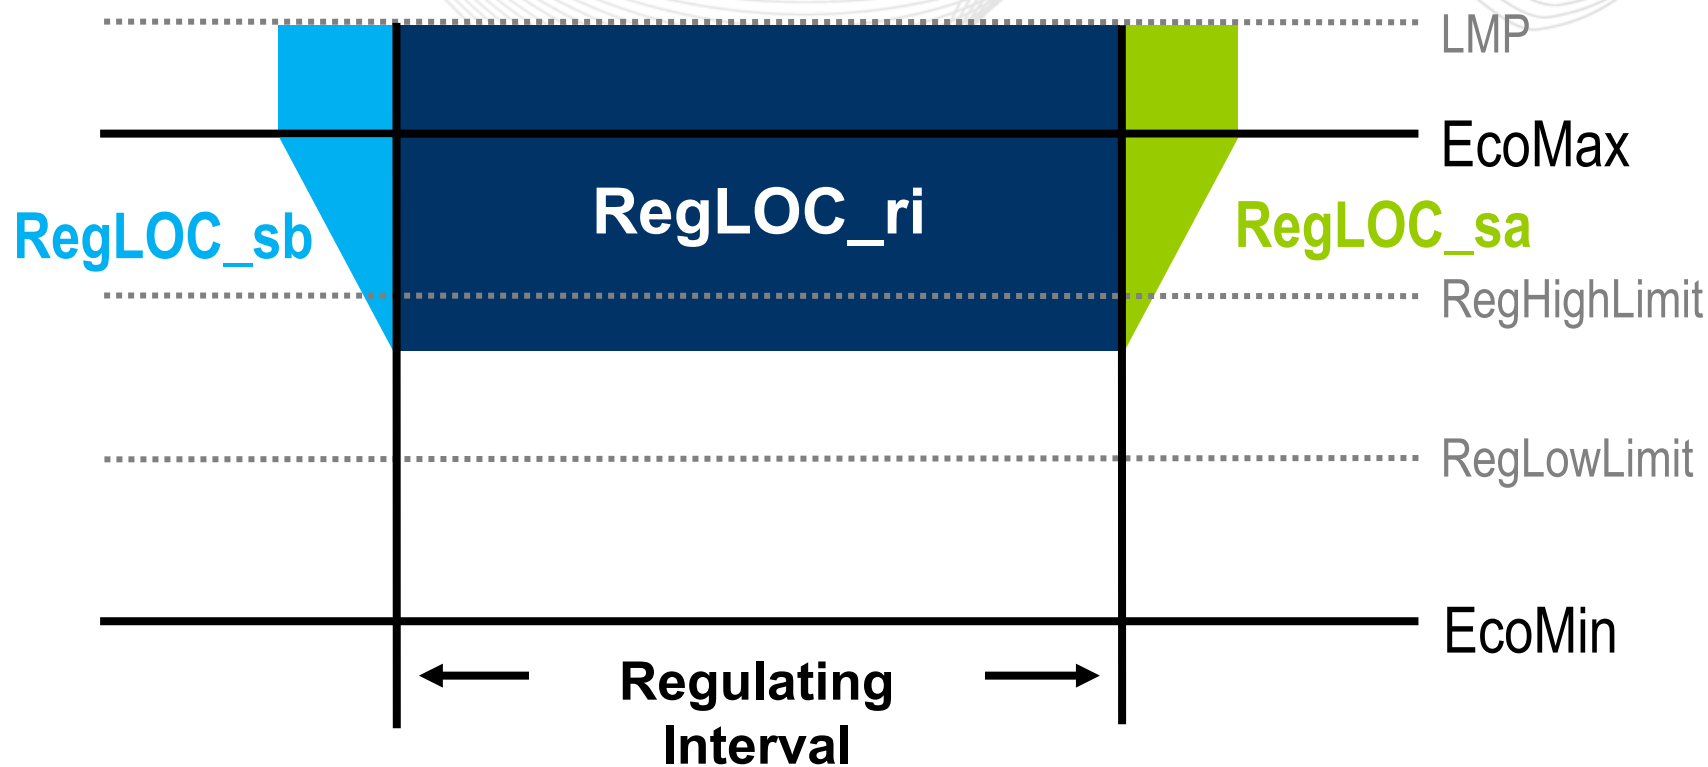 LMP
EcoMax
RegLOC_ri
RegLOC_sb
RegLOC_sa
RegHighLimit
RegLowLimit
EcoMin
Regulating
Interval